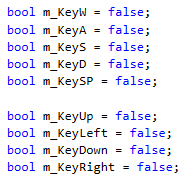 bool m_KeyW = false;
bool m_KeyA = false;
bool m_KeyS = false;
bool m_KeyD = false;
bool m_KeySP = false;
bool m_KeyUp = false;
bool m_KeyLeft = false;
bool m_KeyDown = false;
bool m_KeyRight = false;